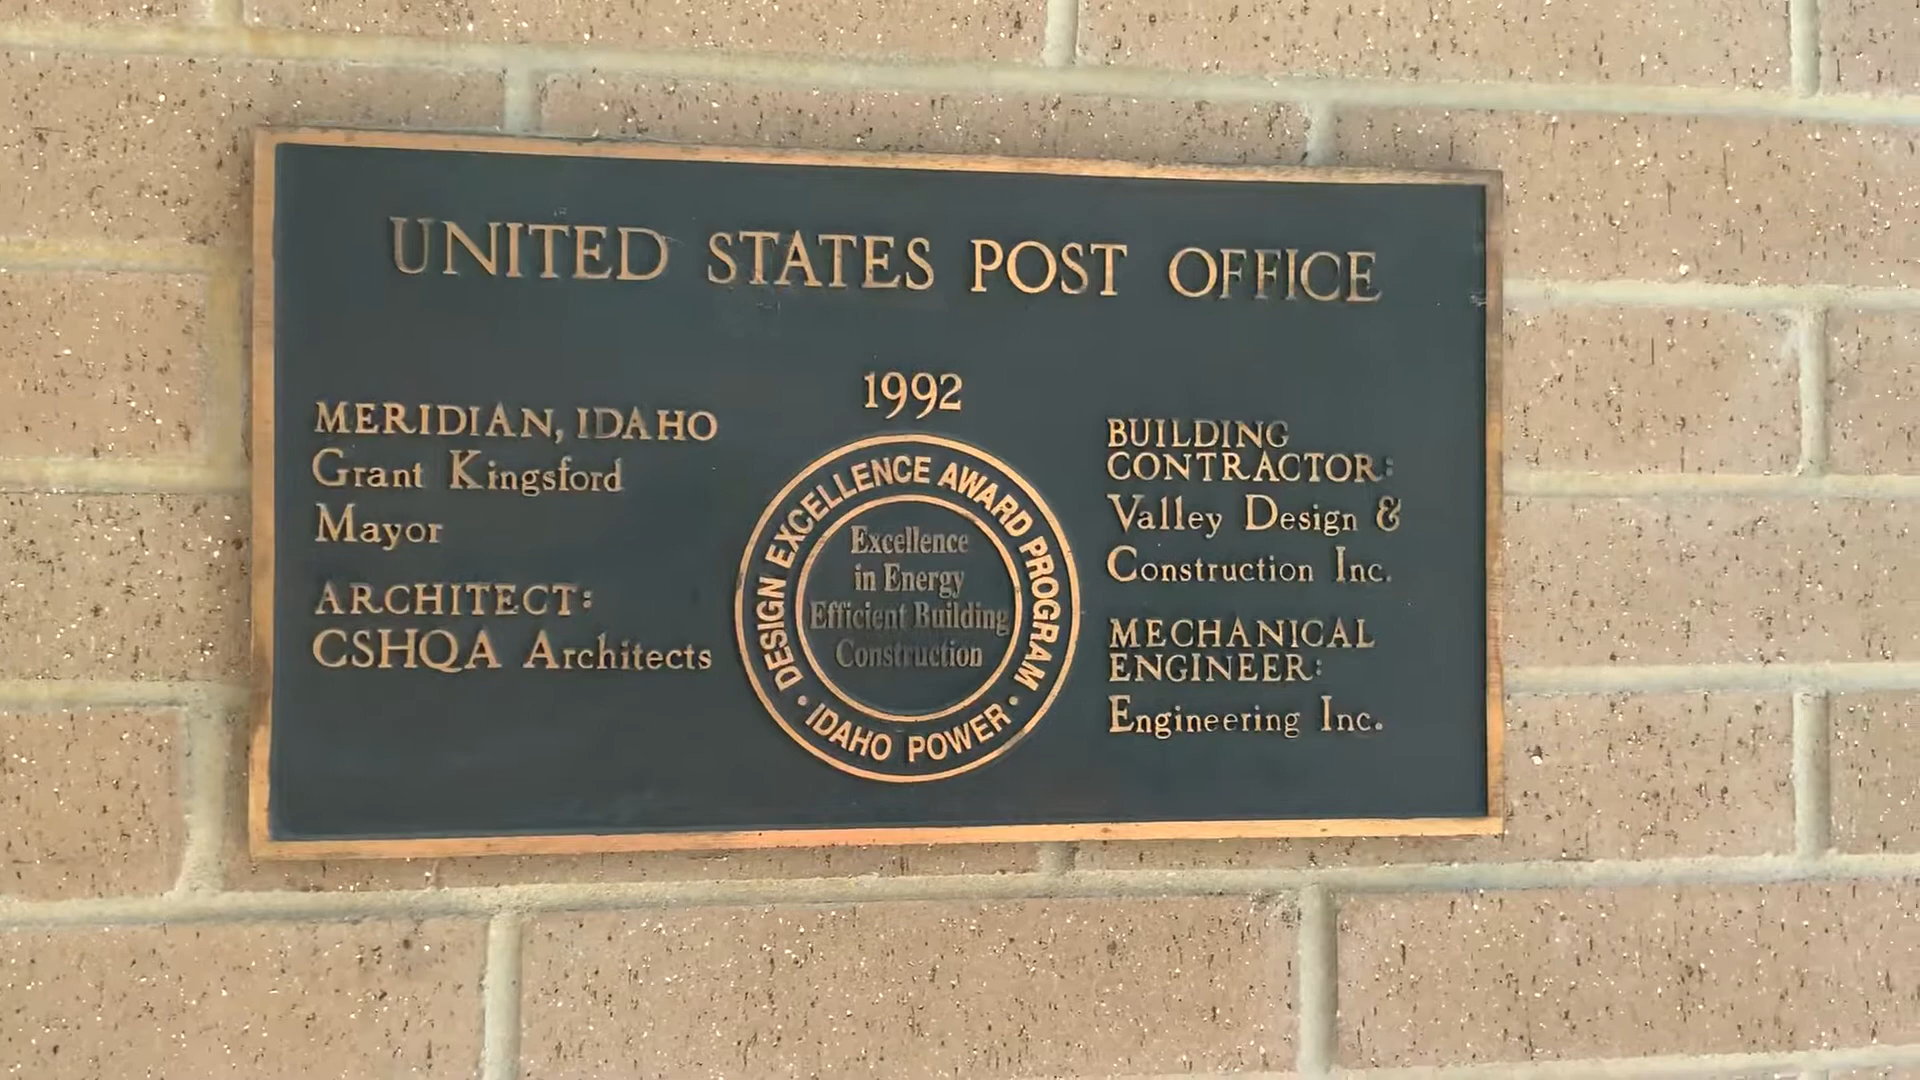 UNITED STATES POST OFFICE
1992
MERIDIAN, IDAHO
Grant Kingsford
Mayor
ARCHITECT:
CSHQA Architects
DESIGN EXCELLENCE AWARD PROGRAM
• IDAHO POWER •
Excellence
in Energy
Efficient Building
Construction
BUILDING
CONTRACTOR:
Valley Design &
Construction Inc.
MECHANICAL
ENGINEER:
Engineering Inc.